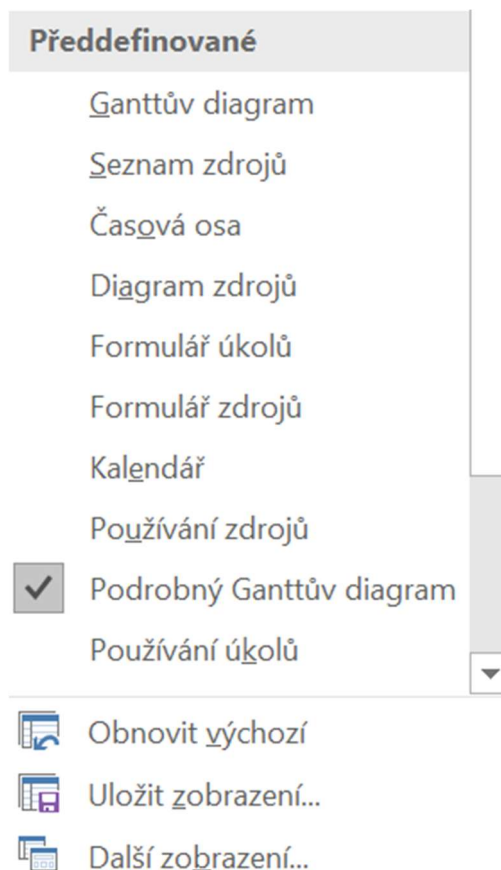 Předdefinované
Ganttův diagram
Seznam zdrojů
Časová osa
Diagram zdrojů
Formulář úkolů
Formulář zdrojů
Kalendář
Používání zdrojů
Podrobný Ganttův diagram
Používání úkolů
Obnovit výchozí
Uložit zobrazení...
Další zobrazení...